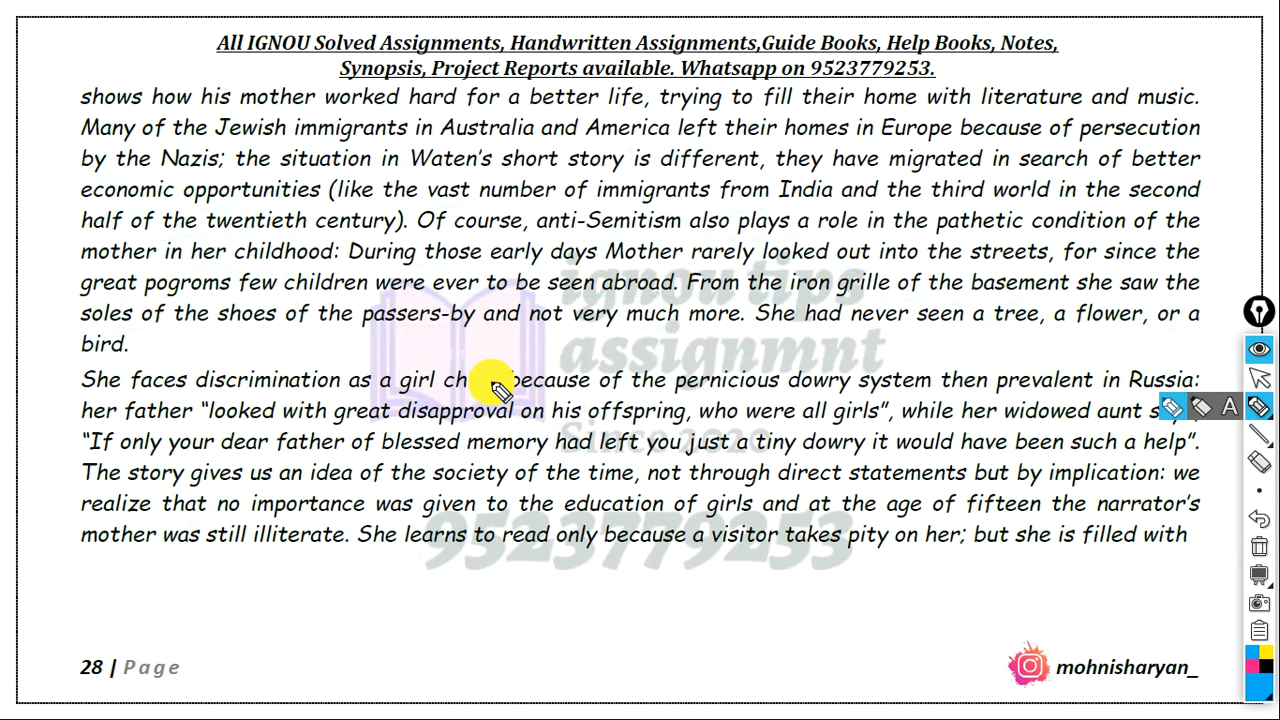 All IGNOU Solved Assignments, Handwritten Assignments,Guide Books, Help Books, Notes,
Synopsis, Project Reports available. Whatsapp on 9523779253.
shows how his mother worked hard for a better life, trying to fill their home with literature and music.
Many of the Jewish immigrants in Australia and America left their homes in Europe because of persecution
by the Nazis; the situation in Waten's short story is different, they have migrated in search of better
economic opportunities (like the vast number of immigrants from India and the third world in the second
half of the twentieth century). Of course, anti-Semitism also plays a role in the pathetic condition of the
mother in her childhood: During those early days Mother rarely looked out into the streets, for since the
great pogroms few children were ever to be seen abroad. From the iron grille of the basement she saw the
soles of the shoes of the passers-by and not very much more. She had never seen a tree, a flower, or a
bird.
She faces discrimination as a girl because of the pernicious dowry system then prevalent in Russia:
her father "looked with great disapproval on his offspring, who were all girls", while her widowed aunt
"If only your dear father of blessed memory had left you just a tiny dowry it would have been such a help".
The story gives us an idea of the society of the time, not through direct statements but by implication: we
realize that no importance was given to the education of girls and at the age of fifteen the narrator's
mother was still illiterate. She learns to read only because a visitor takes pity on her; but she is filled with
ignou tips
assignmnt
Since 2020
9523779253
28 | Page
mohnisharyan_
A